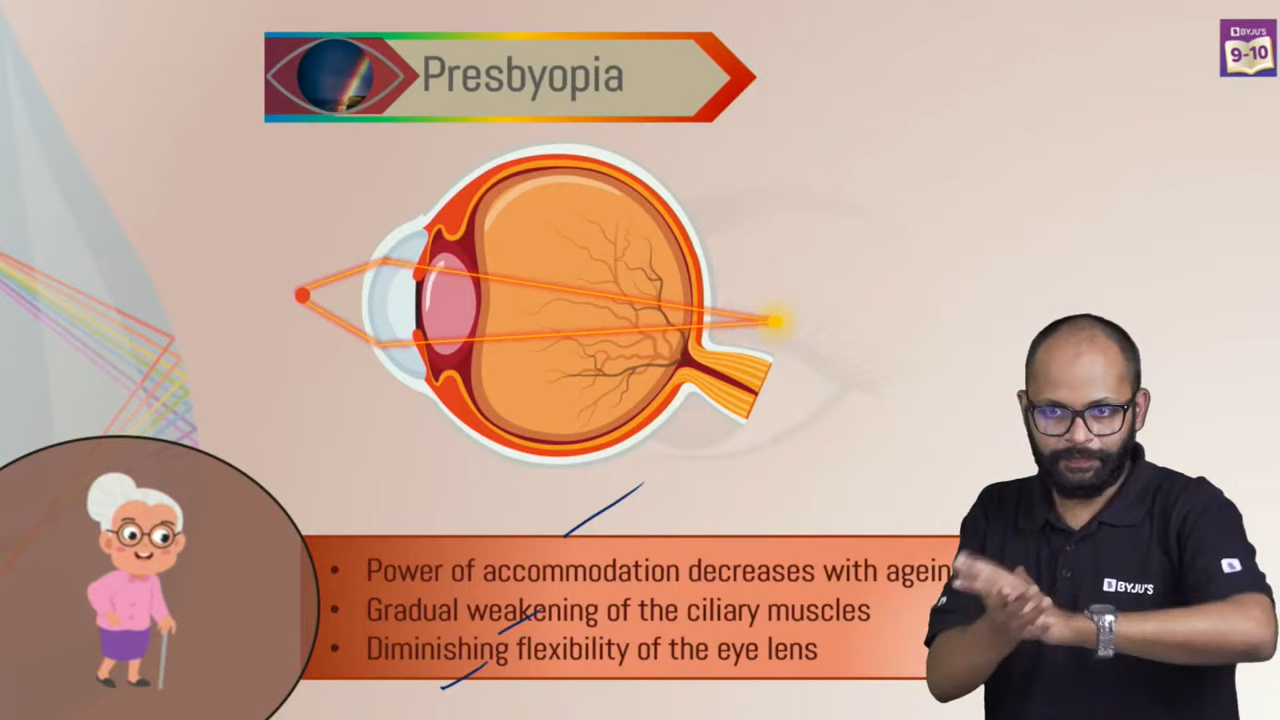 Presbyopia
BYJU'S
9-10
• Power of accommodation decreases with agein
• Gradual weakening of the ciliary muscles
• Diminishing flexibility of the eye lens
BYJU'S